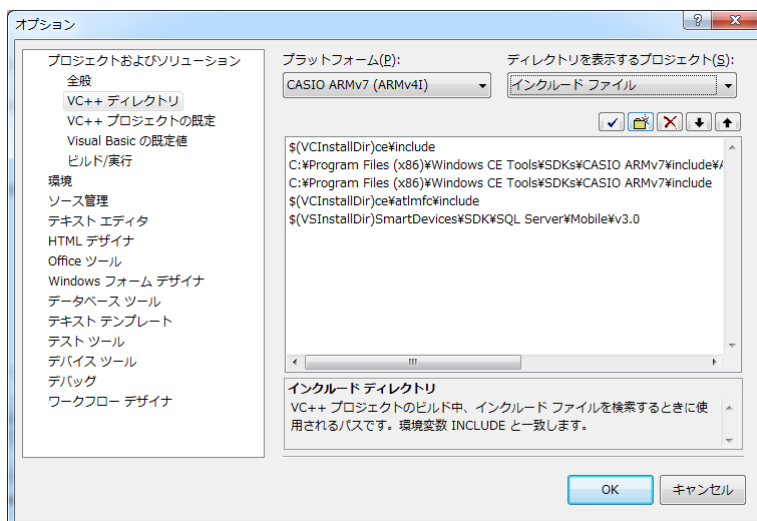 オプション
プロジェクトおよびソリューション
全般
VC++ ディレクトリ
VC++ プロジェクトの既定
Visual Basic の既定値
ビルド/実行
環境
ソース管理
テキスト エディタ
HTML デザイナ
Office ツール
Windows フォーム デザイナ
データベース ツール
テキスト テンプレート
テスト ツール
デバイス ツール
デバッグ
ワークフロー デザイナ
プラットフォーム(P):
CASIO ARMv7 (ARMv4I)
ディレクトリを表示するプロジェクト(S):
インクルード ファイル
$(VCInstallDir)ce¥include
C:¥Program Files (x86)¥Windows CE Tools¥SDKs¥CASIO ARMv7¥include¥
C:¥Program Files (x86)¥Windows CE Tools¥SDKs¥CASIO ARMv7¥include
$(VCInstallDir)ce¥atlmfc¥include
$(VSInstallDir)SmartDevices¥SDK¥SQL Server¥Mobile¥v3.0
インクルード ディレクトリ
VC++ プロジェクトのビルド中、インクルード ファイルを検索するときに使
用されるパスです。環境変数 INCLUDE と一致します。
OK
キャンセル